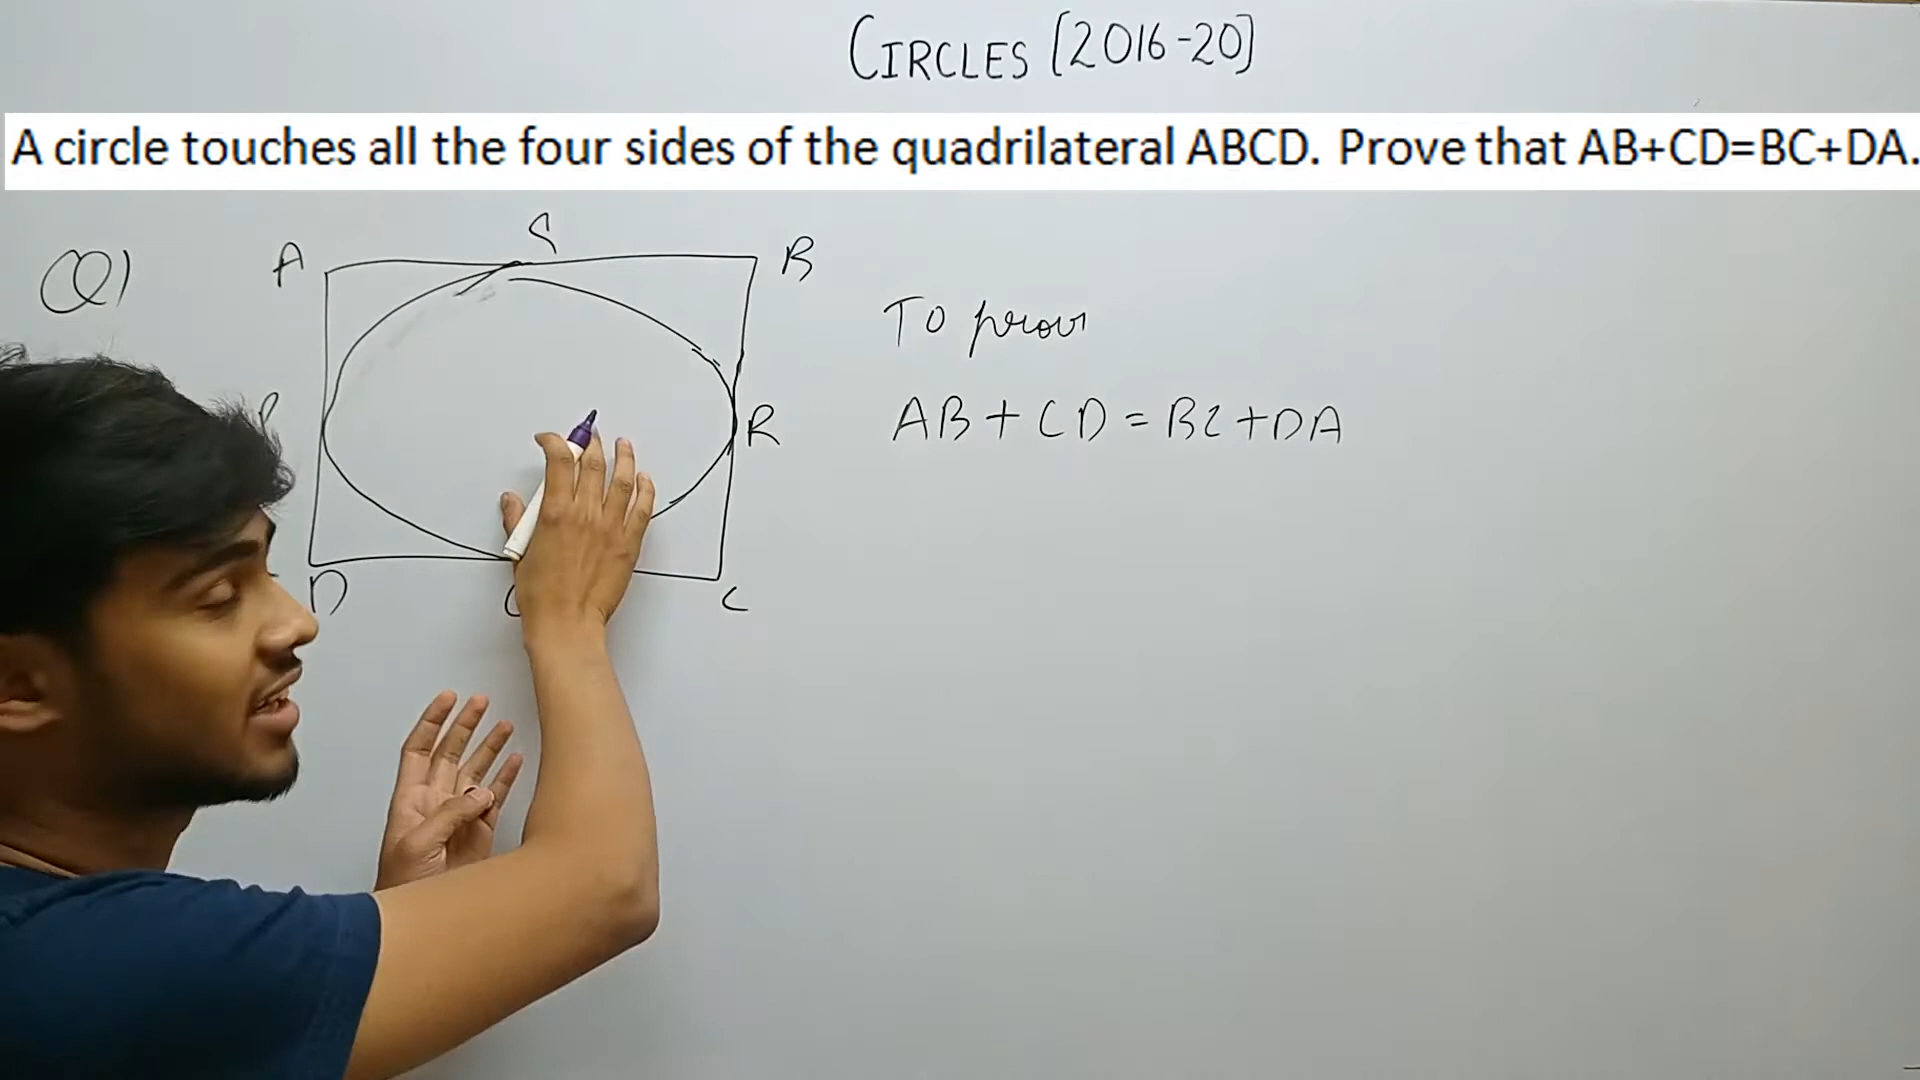 CIRCLES [2016-20]
A circle touches all the four sides of the quadrilateral ABCD. Prove that AB+CD=BC+DA.
Q1
A S B
To prove
P R
AB + CD = BC + DA
D C